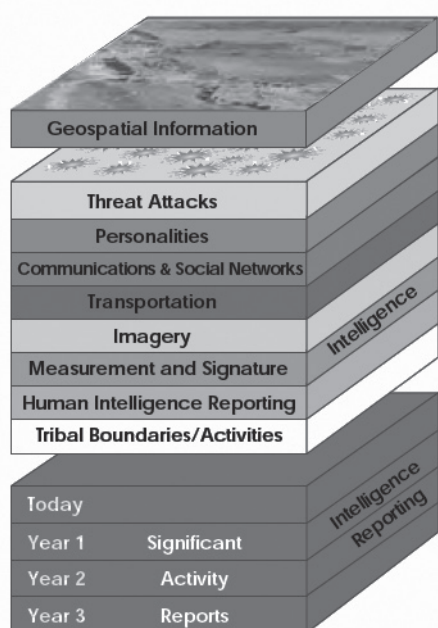 Geospatial Information
Threat Attacks
Personalities
Communications & Social Networks
Transportation
Imagery
Measurement and Signature
Human Intelligence Reporting
Tribal Boundaries/Activities
Intelligence
Today
Year 1 Significant
Year 2 Activity
Year 3 Reports
Intelligence
Reporting